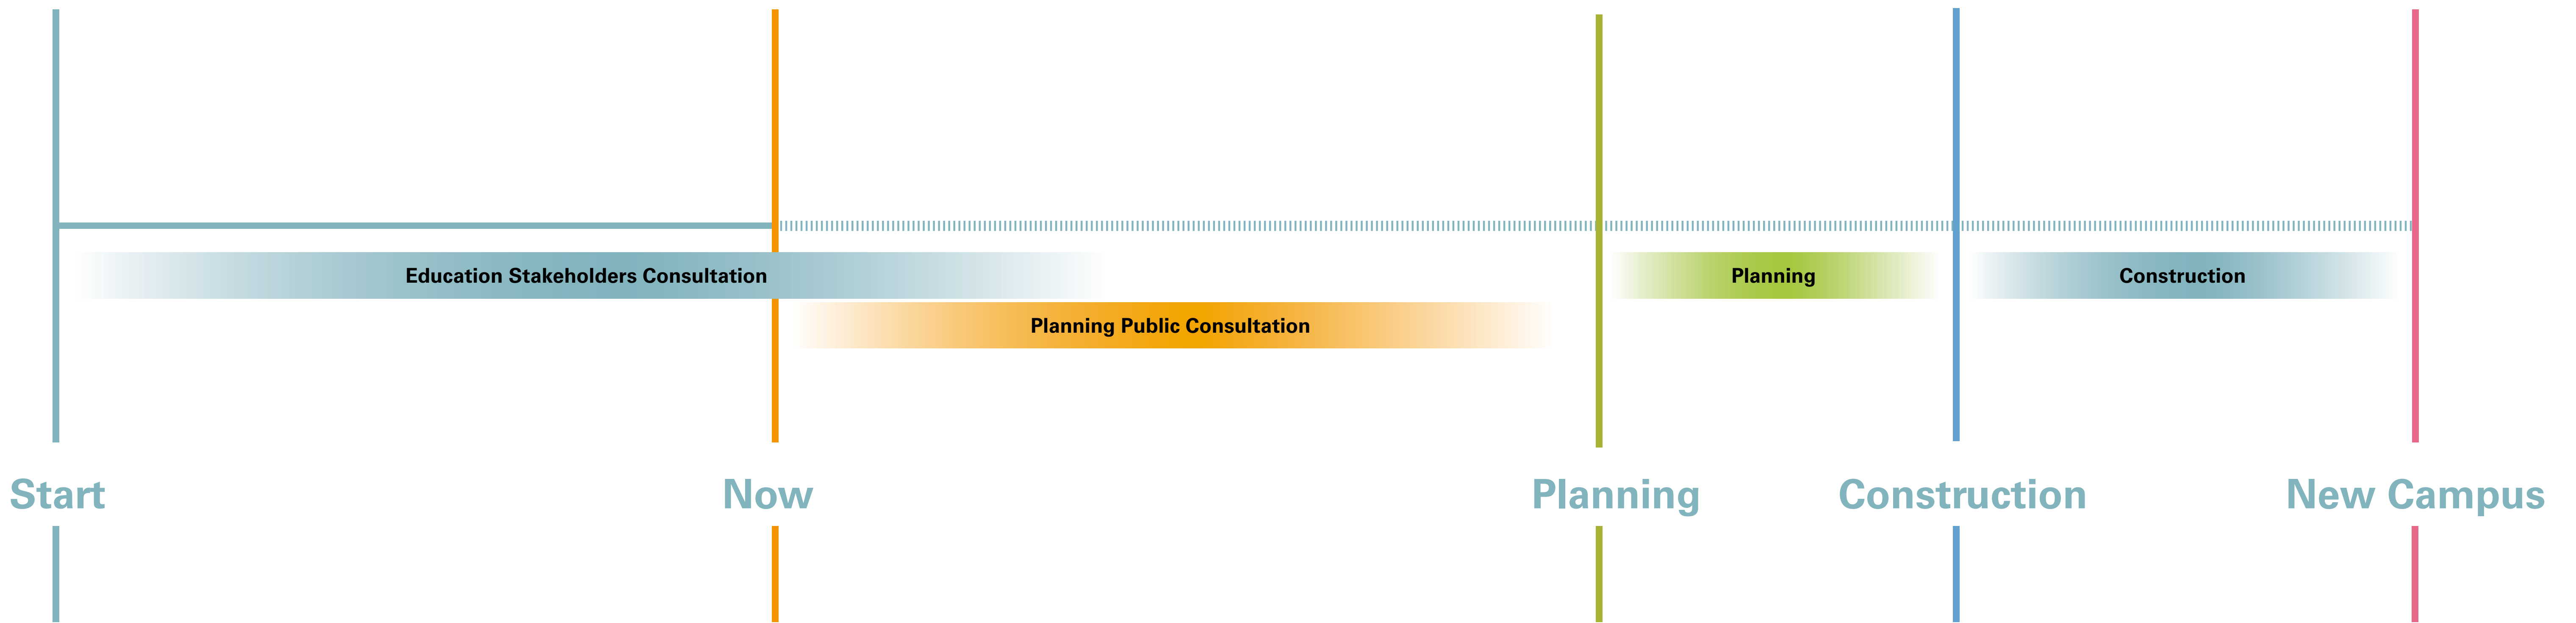 Education Stakeholders Consultation
Planning
Construction
Planning Public Consultation
Start
Now
Planning
Construction
New Campus